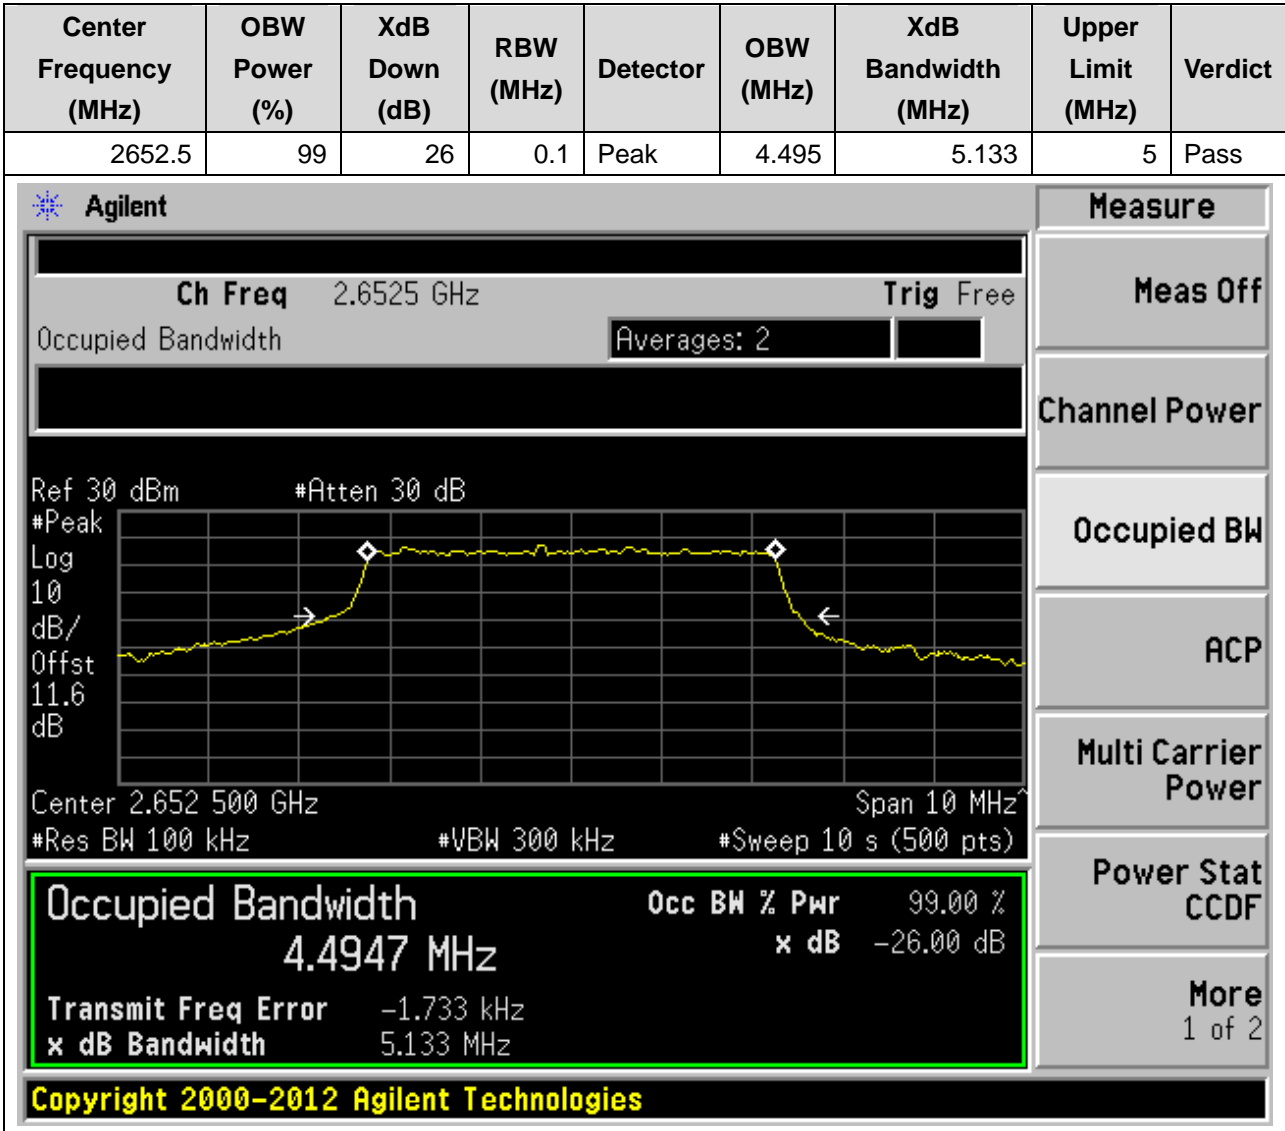 Center Frequency (MHz) OBW Power (%) XdB Down (dB) RBW (MHz) Detector OBW (MHz) XdB Bandwidth (MHz) Upper Limit (MHz) Verdict
2652.5 99 26 0.1 Peak 4.495 5.133 5 Pass
Agilent
Measure
Ch Freq 2.6525 GHz Trig Free
Meas Off
Occupied Bandwidth Averages: 2
Channel Power
Ref 30 dBm #Atten 30 dB
#Peak
Log
10
dB/
Offst
11.6
dB
Occupied BW
ACP
Multi Carrier
Power
Center 2.652 500 GHz Span 10 MHz^
#Res BW 100 kHz #VBW 300 kHz #Sweep 10 s (500 pts)
Power Stat
CCDF
Occupied Bandwidth Occ BW % Pwr 99.00 %
4.4947 MHz x dB -26.00 dB
Transmit Freq Error -1.733 kHz
x dB Bandwidth 5.133 MHz
More
1 of 2
Copyright 2000-2012 Agilent Technologies